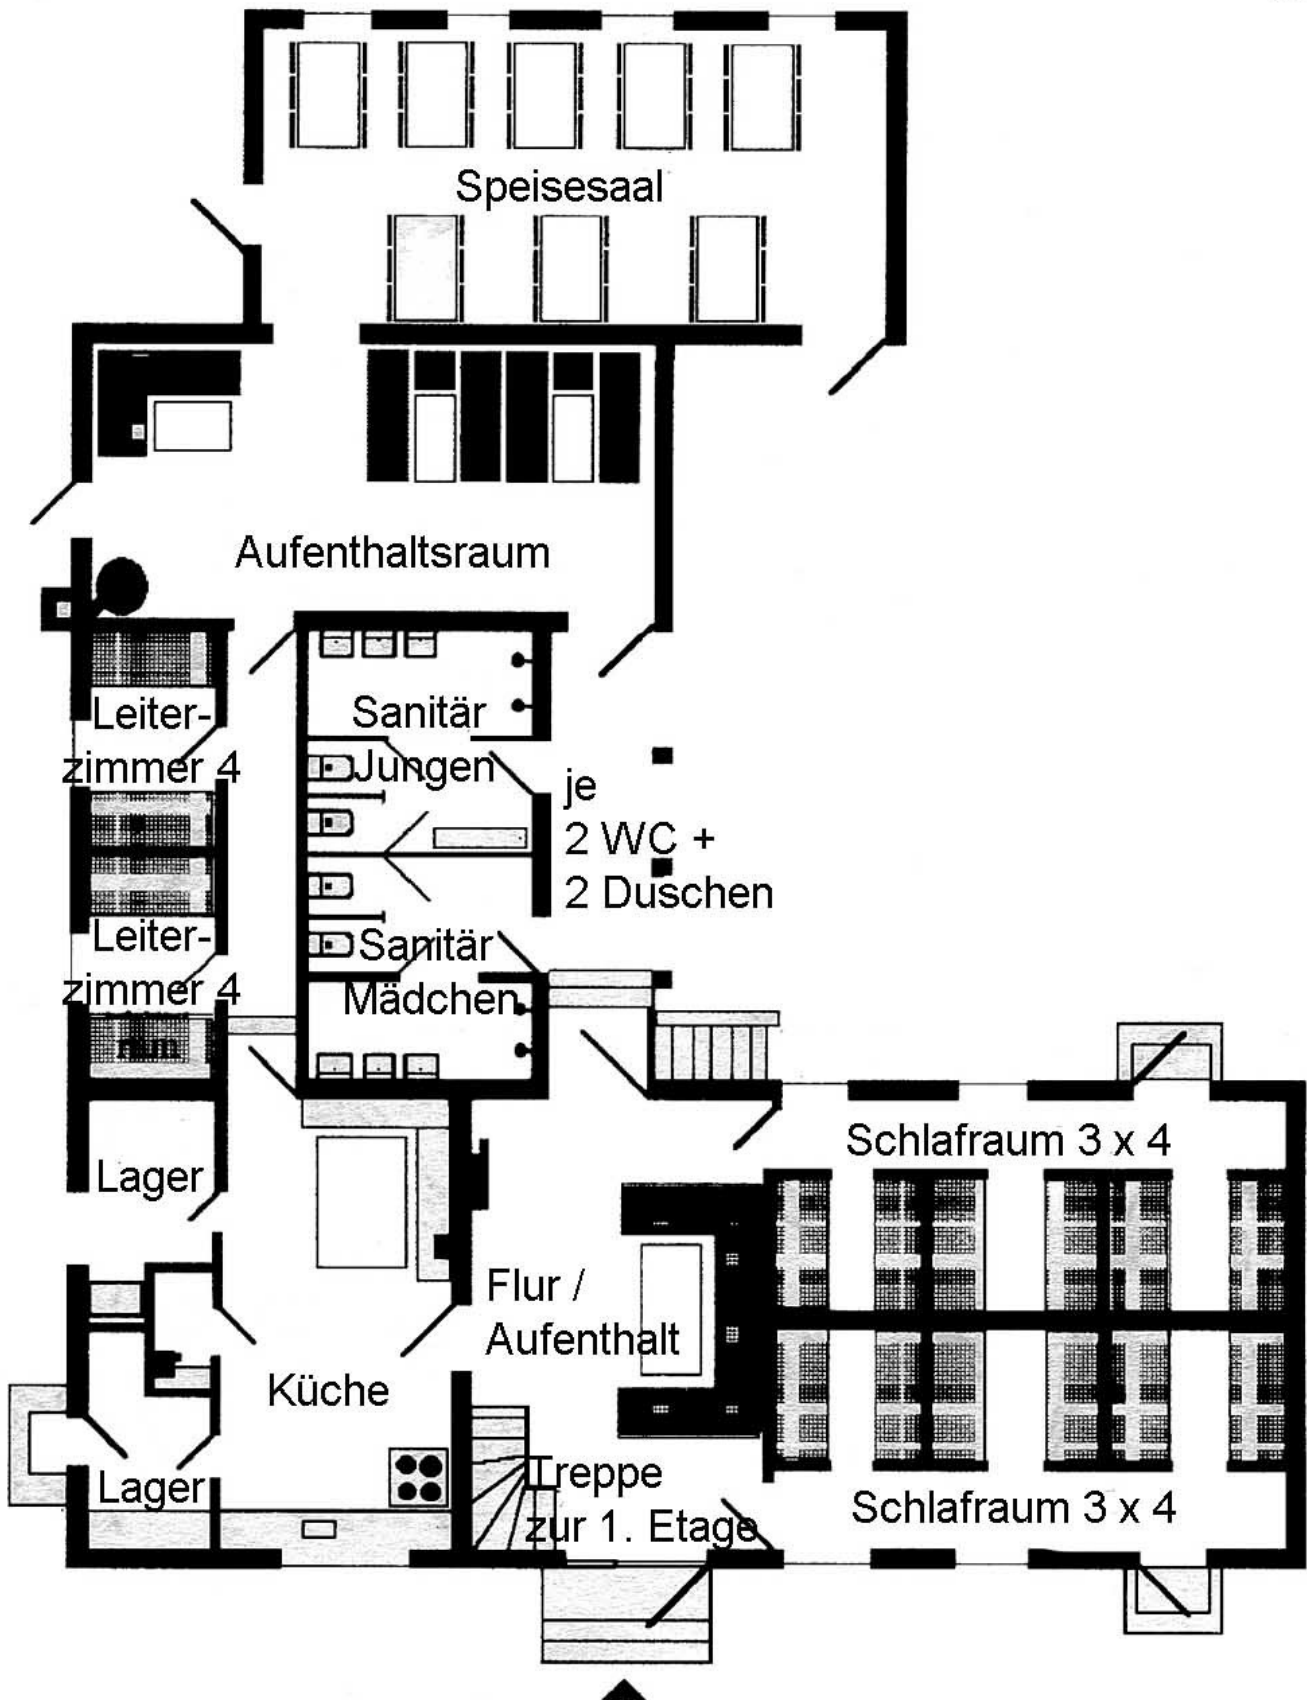 Speisesaal
Aufenthaltsraum
Leiter-
zimmer 4
Sanitär
Jungen
je
2 WC +
2 Duschen
Leiter-
zimmer 4
Sanitär
Mädchen
Lager
Schlafraum 3 x 4
Flur /
Aufenthalt
Küche
Lager
Treppe
zur 1. Etage
Schlafraum 3 x 4